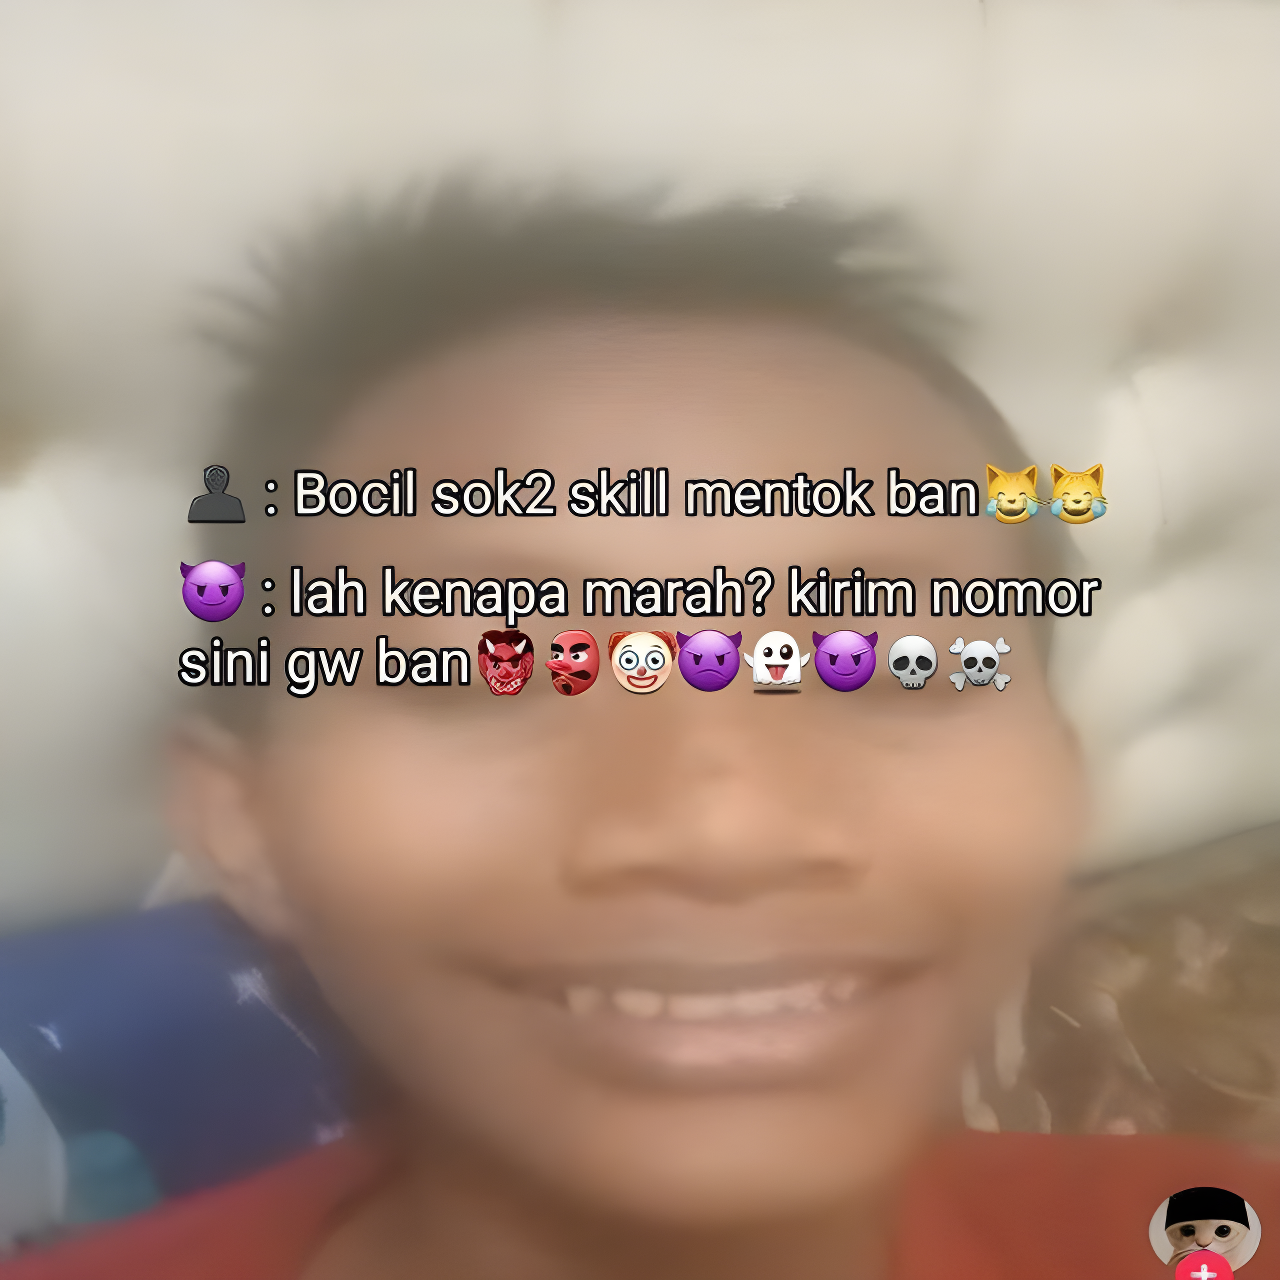 👤 : Bocil sok2 skill mentok ban😹😹
😈 : lah kenapa marah? kirim nomor
sini gw ban👹👺🤡👿👻😈💀☠️